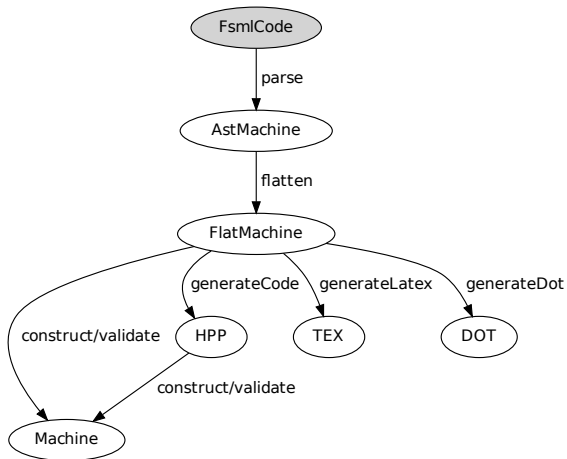 FsmlCode
parse
AstMachine
flatten
FlatMachine
generateCode
generateLatex
generateDot
construct/validate
HPP
TEX
DOT
construct/validate
Machine